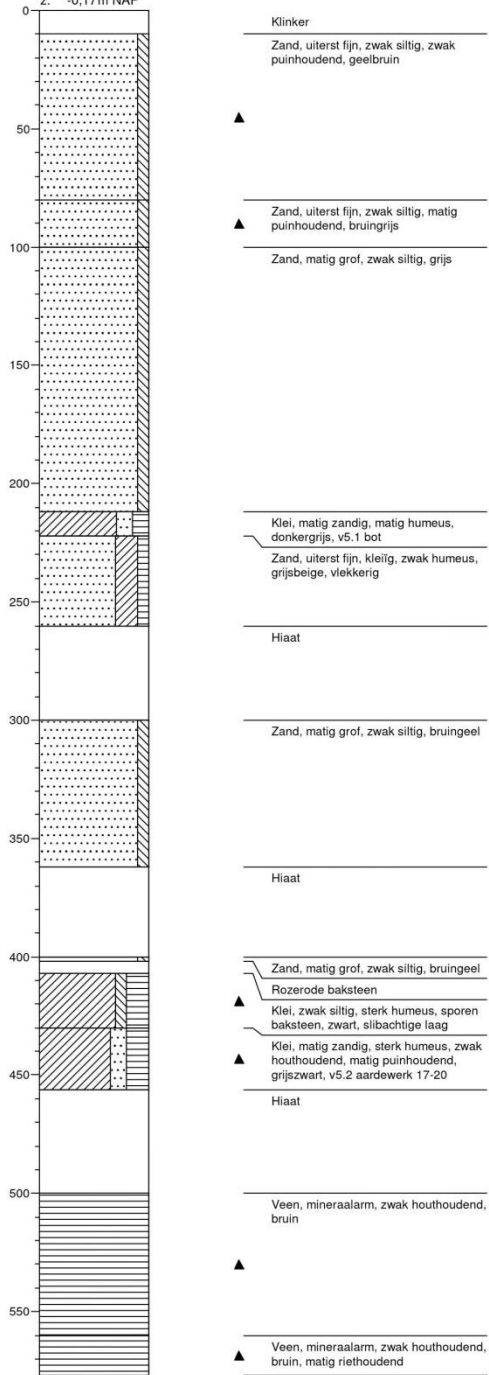 2. -0,17m NAP
0
Klinker
Zand, uiterst fijn, zwak siltig, zwak
puinhoudend, geelbruin
50
Zand, uiterst fijn, zwak siltig, matig
puinhoudend, bruingrijs
100
Zand, matig grof, zwak siltig, grijs
150
200
Klei, matig zandig, matig humeus,
donkergrijs, v5.1 bot
Zand, uiterst fijn, kleiïg, zwak humeus,
grijsbeige, vlekkerig
250
Hiaat
300
Zand, matig grof, zwak siltig, bruingeel
350
Hiaat
400
Zand, matig grof, zwak siltig, bruingeel
Rozerode baksteen
Klei, zwak siltig, sterk humeus, sporen
baksteen, zwart, slibachtige laag
Klei, matig zandig, sterk humeus, zwak
houthoudend, matig puinhoudend,
grijszwart, v5.2 aardewerk 17-20
450
Hiaat
500
Veen, mineraalarm, zwak houthoudend,
bruin
550
Veen, mineraalarm, zwak houthoudend,
bruin, matig riethoudend